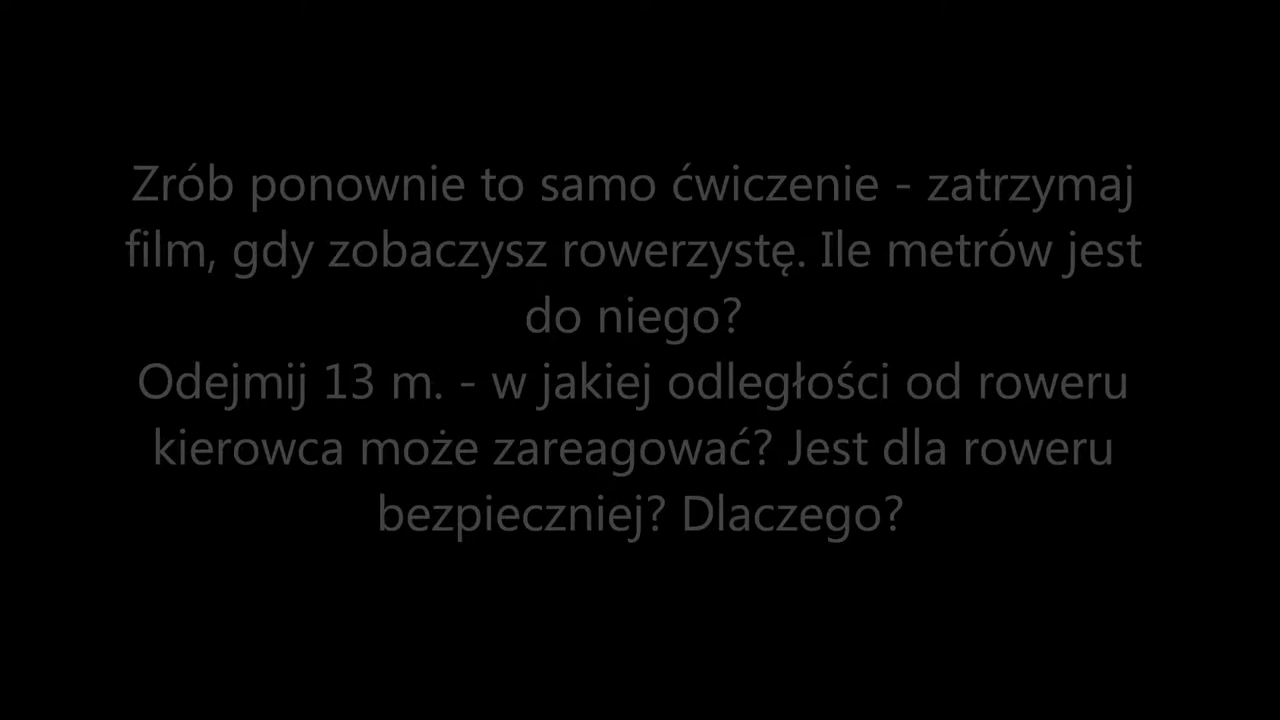 Zrób ponownie to samo ćwiczenie - zatrzymaj
film, gdy zobaczysz rowerzystę. Ile metrów jest
do niego?
Odejmij 13 m. - w jakiej odległości od roweru
kierowca może zareagować? Jest dla roweru
bezpieczniej? Dlaczego?